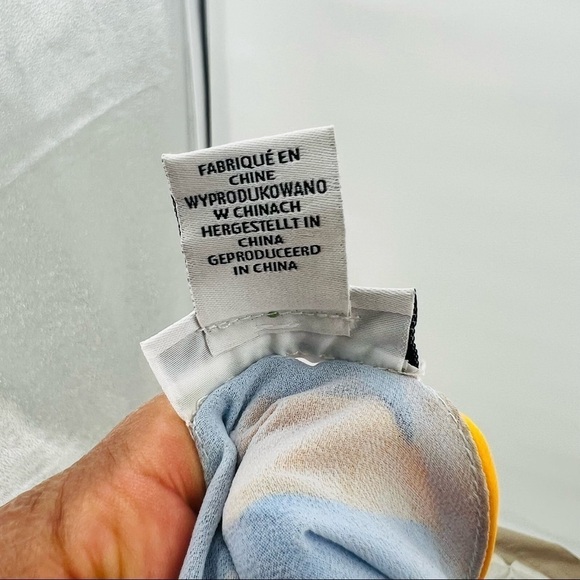 FABRIQUÉ EN
CHINE
WYPRODUKOWANO
W CHINACH
HERGESTELLT IN
CHINA
GEPRODUCEERD
IN CHINA